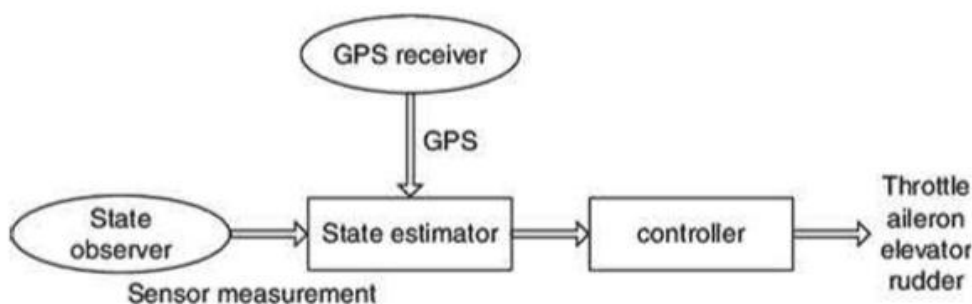 GPS receiver
GPS
State
observer
State estimator
controller
Throttle
aileron
elevator
rudder
Sensor measurement